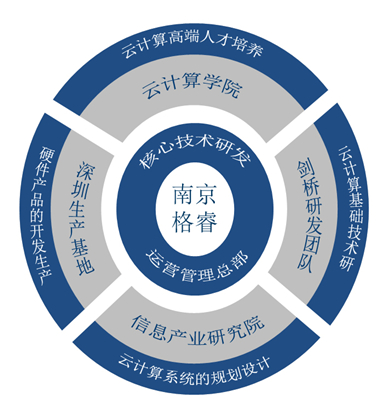 云计算高端人才培养
云计算学院
硬件产品的开发生产
深圳生产基地
核心技术研发
南京
格睿
运营管理总部
剑桥研发团队
云计算基础技术研
信息产业研究院
云计算系统的规划设计